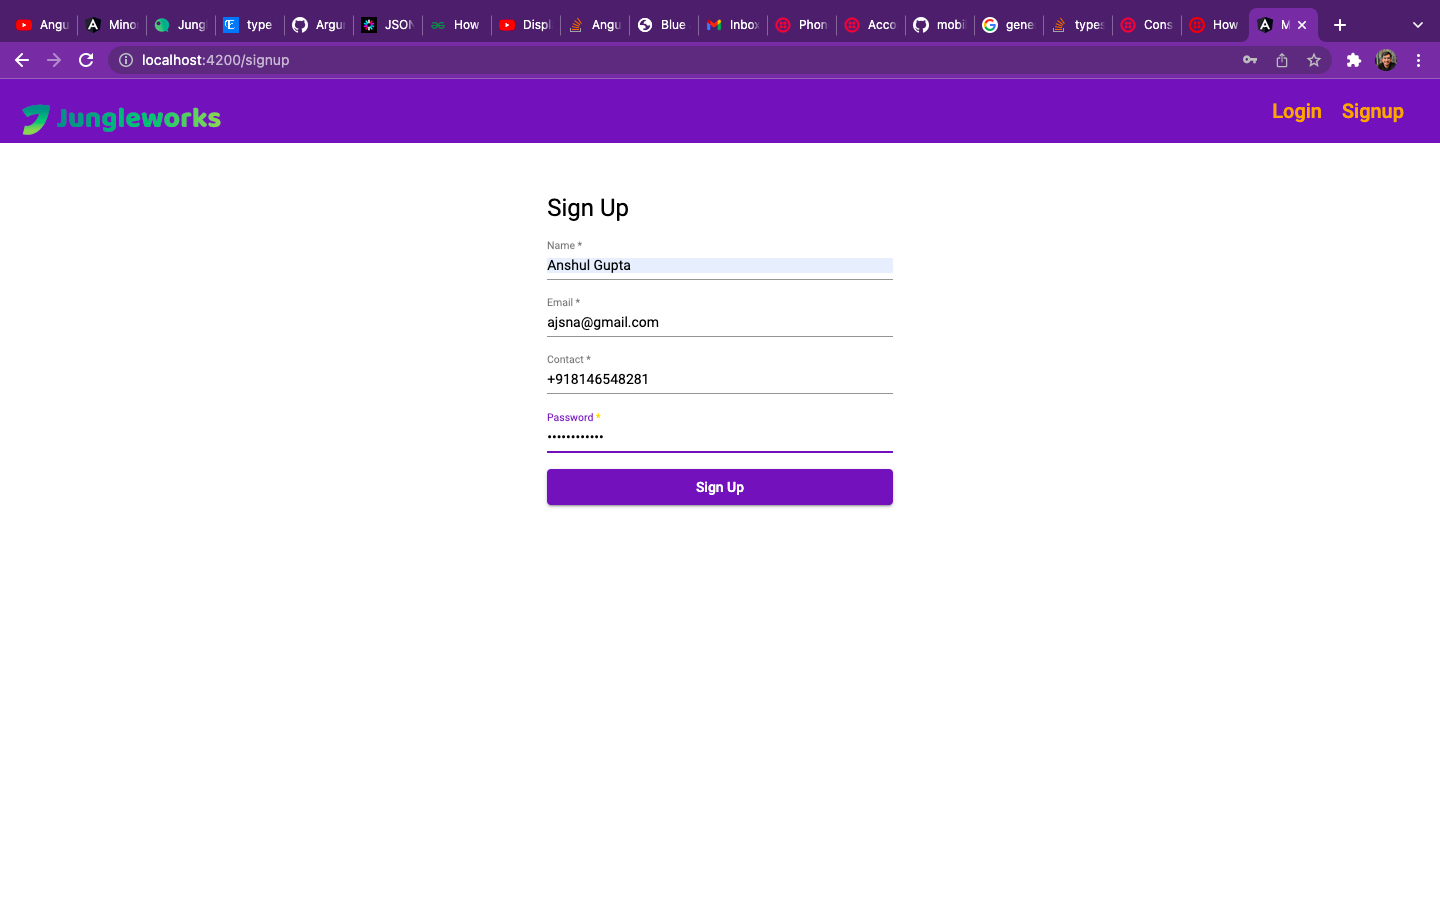 Angu
Mino
Jung
type
Argu
JSON
How
Displ
Angu
Blue
Inbox
Phon
Acco
mobi
gene
types
Cons
How
M
localhost:4200/signup
Jungleworks
Login Signup
Sign Up
Name *
Anshul Gupta
Email *
ajsna@gmail.com
Contact *
+918146548281
Password *
••••••••••••
Sign Up